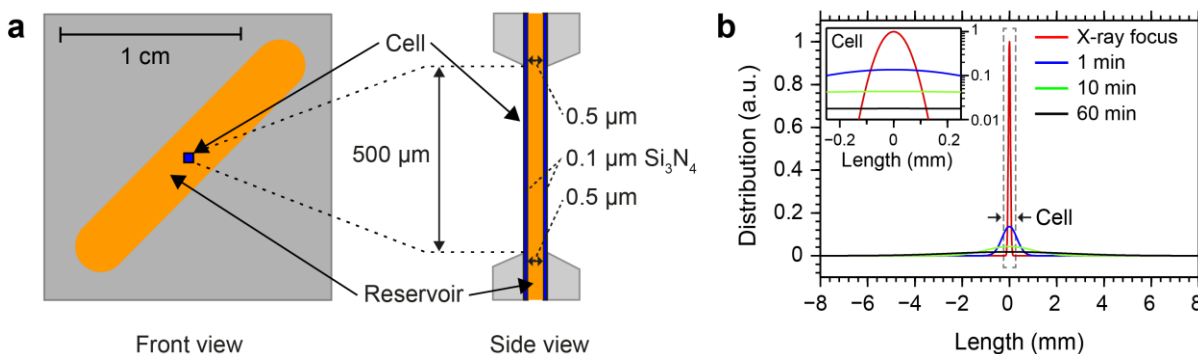 a
1 cm
Cell
Reservoir
500 µm
0.5 µm
0.1 µm Si₃N₄
0.5 µm
Front view
Side view
b
Distribution (a.u.)
1
0.8
0.6
0.4
0.2
0
−8
−6
−4
−2
0
2
4
6
8
Length (mm)
X-ray focus
1 min
10 min
60 min
Cell
Cell
1
0.1
0.01
−0.2
0
0.2
Length (mm)